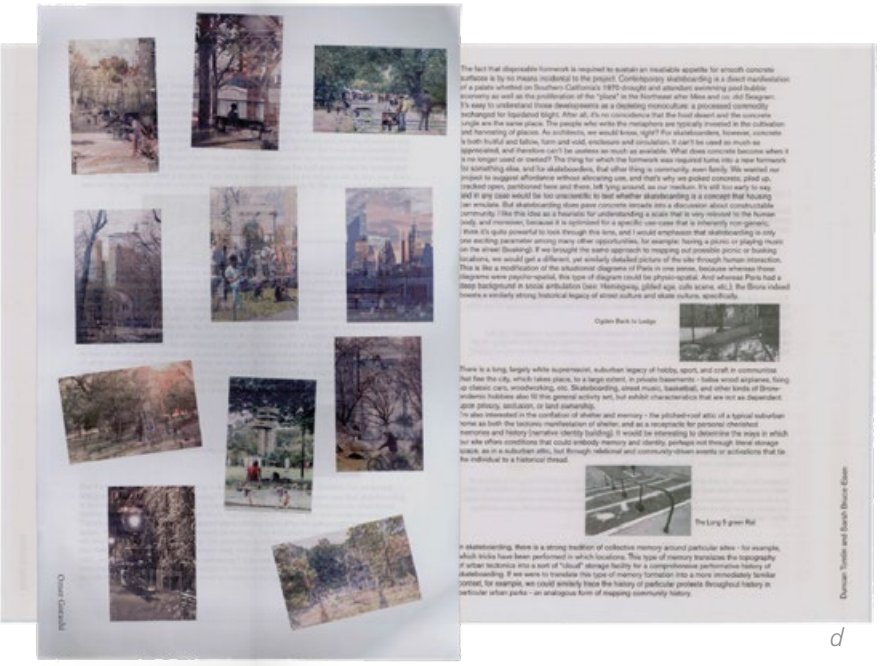 The fact that disposable formwork is required to sustain an insatiable appetite for smooth concrete
surfaces is by no means incidental to the project. Contemporary skateboarding is a direct manifestation
of a palate whetted on Southern California's 1970 drought and attendant swimming pool bubble
economy as well as the proliferation of the "plaza" in the Northeast after Mies and co. did Seagram.
It's easy to understand those developments as a depleting monoculture: a processed commodity
exchanged for liquidated blight. After all, it's no coincidence that the food desert and the concrete
jungle are the same place. The people who write the metaphors are typically invested in the cultivation
and harvesting of places. As architects, we would know, right? For skateboarders, however, concrete
is both fruitful and fallow, form and void, enclosure and circulation. It can't be used so much as
appreciated, and therefore can't be useless so much as available. What does concrete become when it
is no longer used or owned? The thing for which the formwork was required turns into a new formwork
for something else, and for skateboarders, that other thing is community, even family. We wanted our
project to suggest affordance without allocating use, and that's why we picked concrete, piled up,
cracked open, partitioned here and there, left lying around, as our medium. It's still too early to say,
and in any case would be too unscientific to test whether skateboarding is a concept that housing
can emulate. But skateboarding does pave concrete inroads into a discussion about constructable
community. I like this idea as a heuristic for understanding a scale that is very relevant to the human
body, and moreover, because it is optimized for a specific use-case that is inherently non-generic.
I think it's quite powerful to look through this lens, and I would emphasize that skateboarding is only
one exciting parameter among many other opportunities, for example: having a picnic or playing music
on the street (busking). If we brought the same approach to mapping out possible picnic or busking
locations, we would get a different, yet similarly detailed picture of the site through human interaction.
This is like a modification of the situationist diagrams of Paris in one sense, because whereas those
diagrams were psycho-spatial, this type of diagram could be physio-spatial. And whereas Paris had a
deep background in social ambulation (see: Hemingway, gilded age, cafe scene, etc.), the Bronx indeed
boasts a similarly strong historical legacy of street culture and skate culture, specifically.
Ogden Bank to Ledge
There is a long, largely white supremacist, suburban legacy of hobby, sport, and craft in communities
that flee the city, which takes place, to a large extent, in private basements - balsa wood airplanes, fixing
up classic cars, woodworking, etc. Skateboarding, street music, basketball, and other kinds of Bronx-
endemic hobbies also fill this general activity set, but exhibit characteristics that are not as dependent
upon privacy, seclusion, or land ownership.
I'm also interested in the conflation of shelter and memory - the pitched-roof attic of a typical suburban
home as both the tectonic manifestation of shelter, and as a receptacle for personal cherished
memories and history (narrative identity building). It would be interesting to determine the ways in which
our site offers conditions that could embody memory and identity, perhaps not through literal storage
space, as in a suburban attic, but through relational and community-driven events or activations that tie
the individual to a historical thread.
The Long S green Rail
In skateboarding, there is a strong tradition of collective memory around particular sites - for example,
which tricks have been performed in which locations. This type of memory translates the topography
of urban tectonics into a sort of "cloud" storage facility for a comprehensive performative history of
skateboarding. If we were to translate this type of memory formation into a more immediately familiar
context, for example, we could similarly trace the history of particular protests throughout history in
particular urban parks - an analogous form of mapping community history.
Duncan Tomlin and Sarah Bruce-Eisen
d